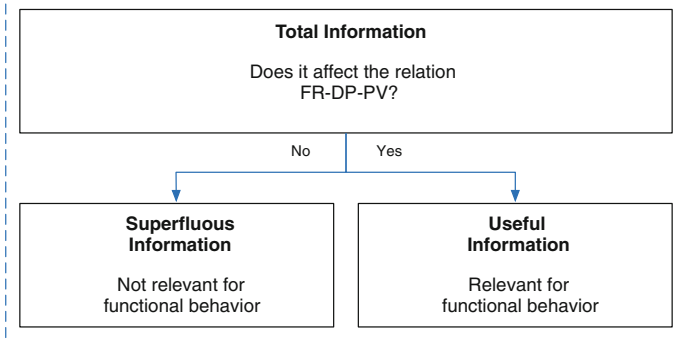 Total Information
Does it affect the relation
FR-DP-PV?
No
Yes
Superfluous
Information
Not relevant for
functional behavior
Useful
Information
Relevant for
functional behavior